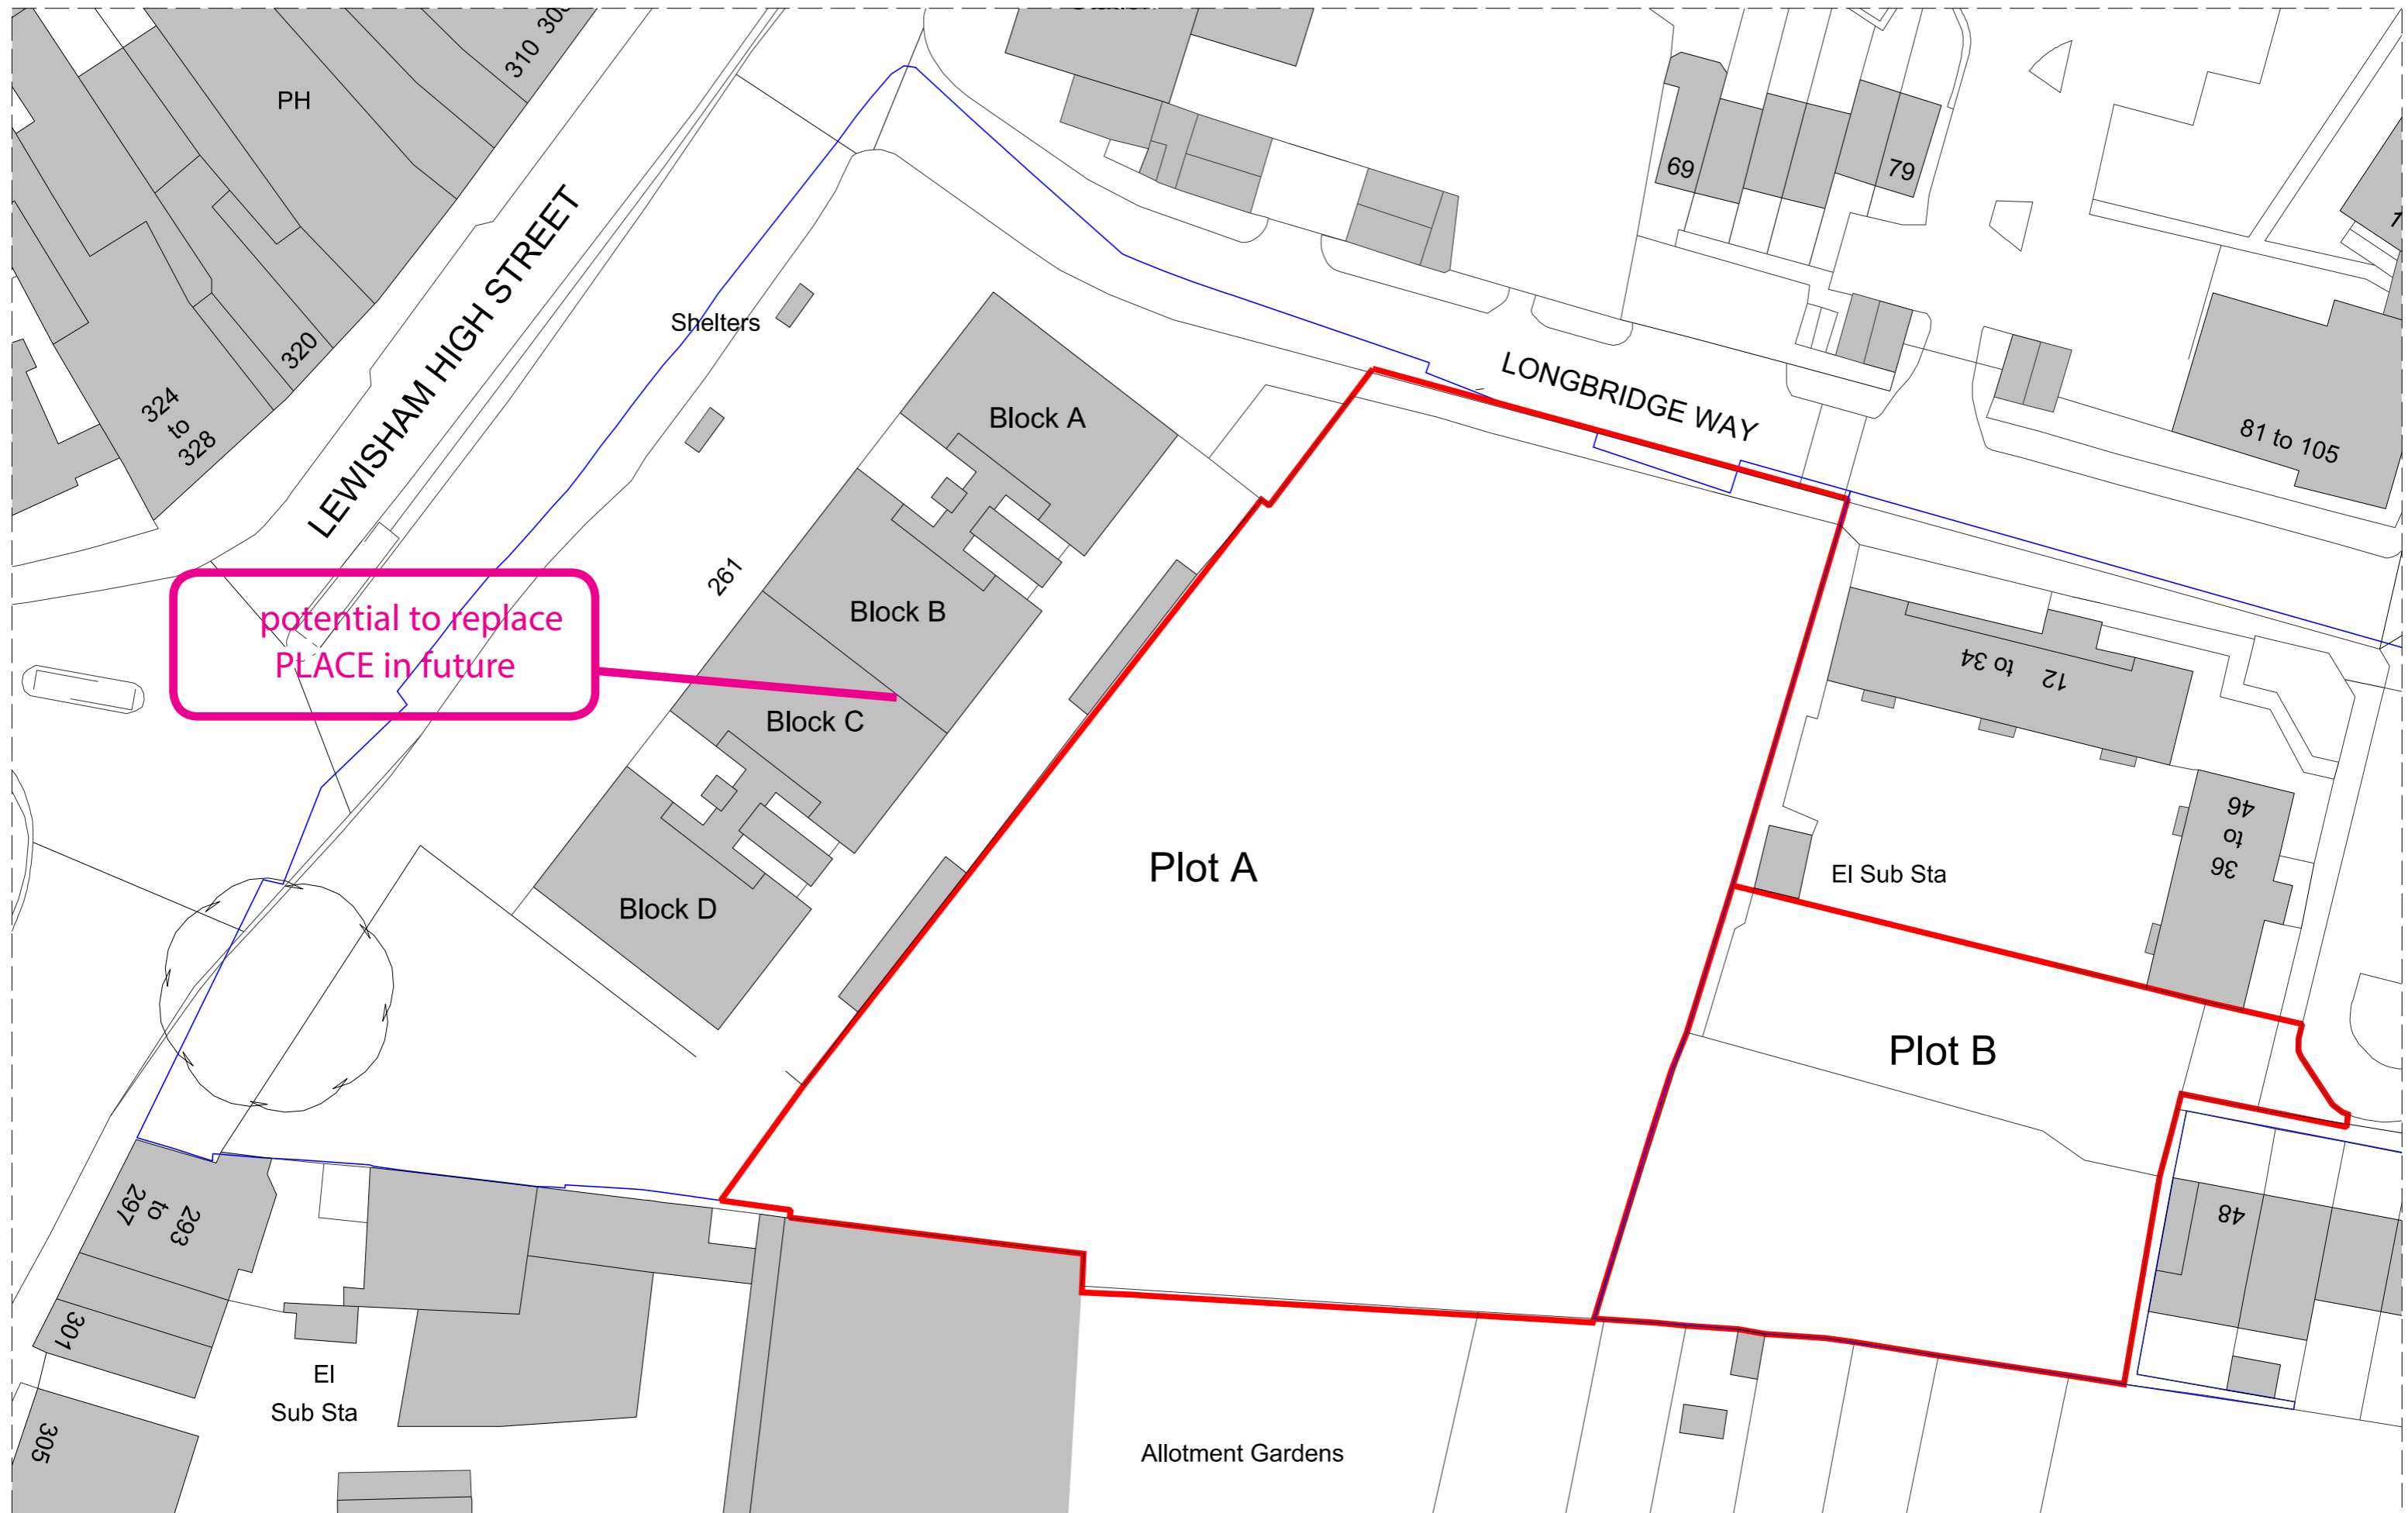 PH
310
69
79
81 to 105
LEWISHAM HIGH STREET
Shelters
LONGBRIDGE WAY
320
324
to
328
Block A
261
Block B
potential to replace
PLACE in future
Block C
Block D
12 to 34
46
to
36
El Sub Sta
Plot A
Plot B
48
293
to
297
301
El
Sub Sta
305
Allotment Gardens